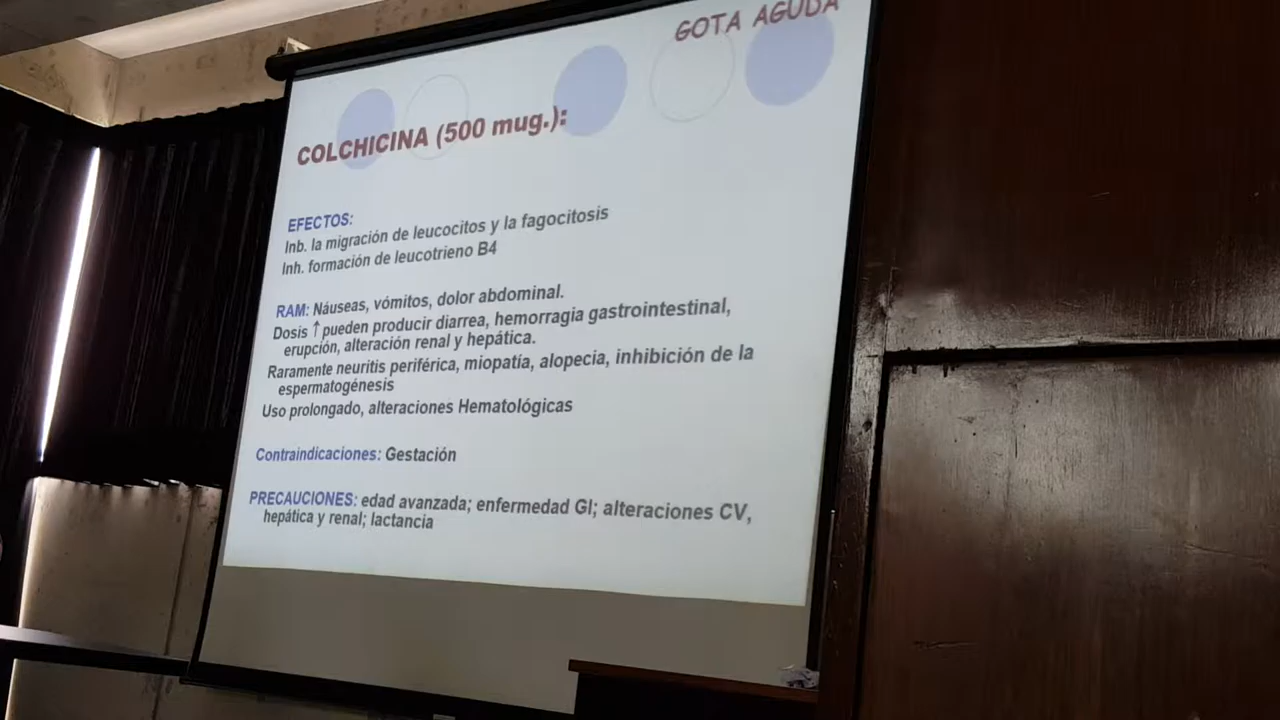 GOTA AGUDA
COLCHICINA (500 mug.):
EFECTOS:
Inb. la migración de leucocitos y la fagocitosis
Inh. formación de leucotrieno B4
RAM: Náuseas, vómitos, dolor abdominal.
Dosis ↑ pueden producir diarrea, hemorragia gastrointestinal,
erupción, alteración renal y hepática.
Raramente neuritis periférica, miopatía, alopecia, inhibición de la
espermatogénesis
Uso prolongado, alteraciones Hematológicas
Contraindicaciones: Gestación
PRECAUCIONES: edad avanzada; enfermedad GI; alteraciones CV,
hepática y renal; lactancia